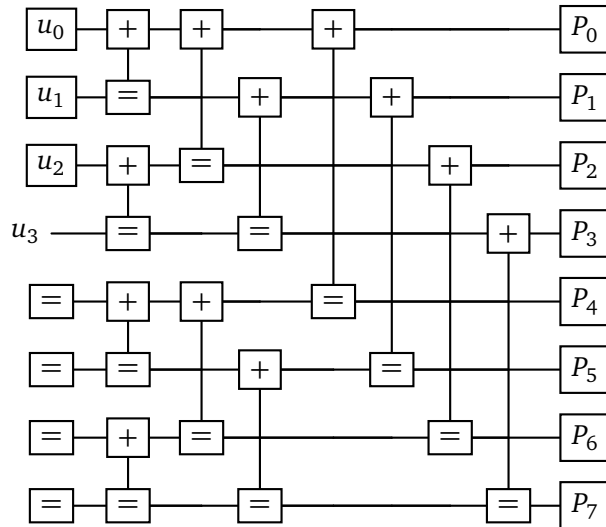 u₀ + + + P₀
u₁ = + + P₁
u₂ + = + P₂
u₃ = = + P₃
= + + = P₄
= = + = P₅
= + = = P₆
= = = = P₇